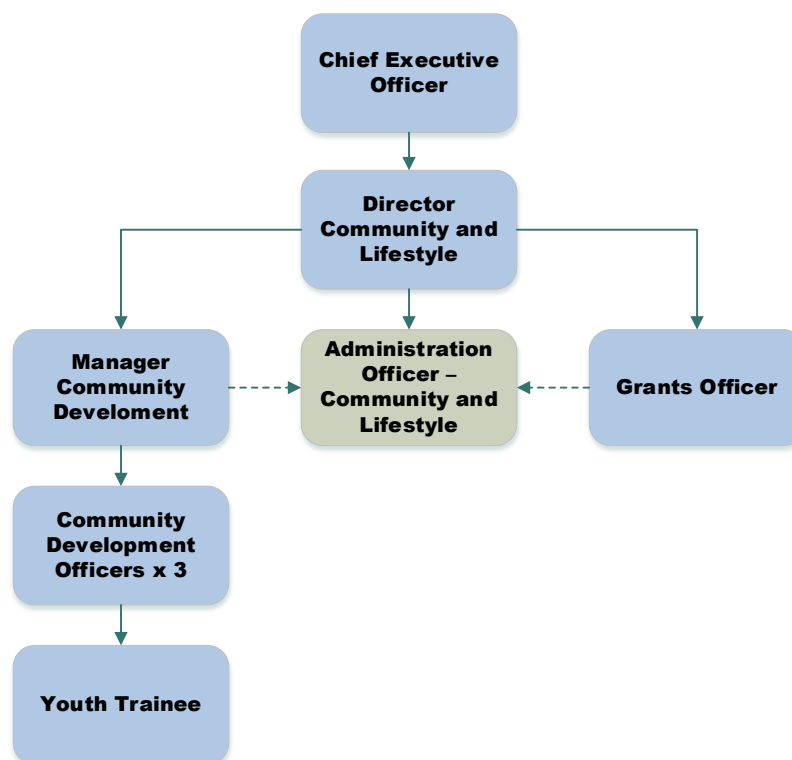 Chief Executive
Officer
Director
Community and
Lifestyle
Manager
Community
Develoment
Administration
Officer –
Community and
Lifestyle
Grants Officer
Community
Development
Officers x 3
Youth Trainee